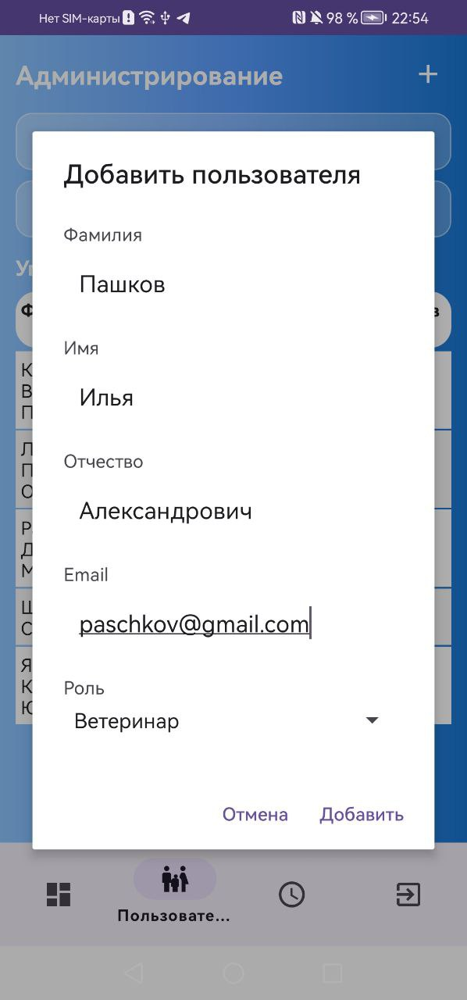 Нет SIM-карты 98 % 22:54
Администрирование
Добавить пользователя
Фамилия
Пашков
Имя
Илья
Отчество
Александрович
Email
paschkov@gmail.com
Роль
Ветеринар
Отмена Добавить
Пользовате...